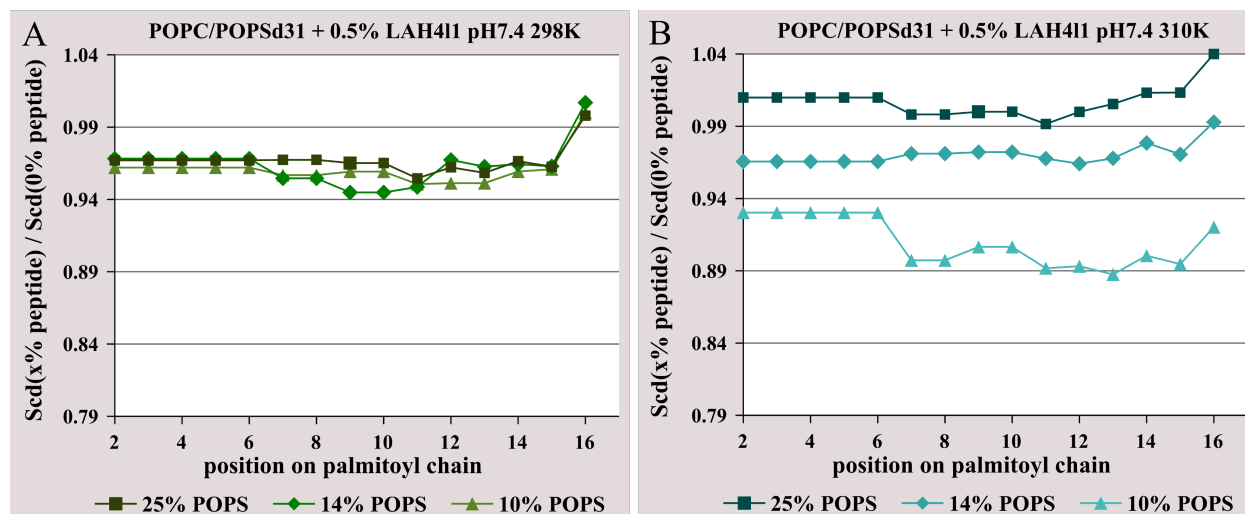 A
POPC/POPSd31 + 0.5% LAH4l1 pH7.4 298K
Scd(x% peptide) / Scd(0% peptide)
1.04
0.99
0.94
0.89
0.84
0.79
2 4 6 8 10 12 14 16
position on palmitoyl chain
25% POPS 14% POPS 10% POPS
B
POPC/POPSd31 + 0.5% LAH4l1 pH7.4 310K
Scd(x% peptide) / Scd(0% peptide)
1.04
0.99
0.94
0.89
0.84
0.79
2 4 6 8 10 12 14 16
position on palmitoyl chain
25% POPS 14% POPS 10% POPS